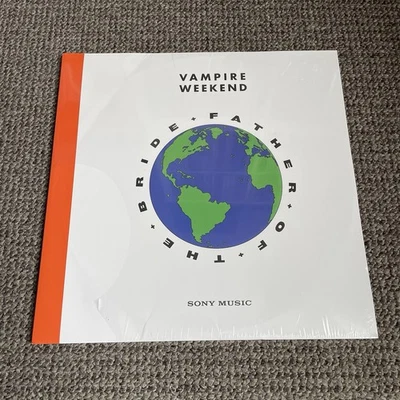 VAMPIRE
WEEKEND
FATHER + OF + THE + BRIDE +
SONY MUSIC